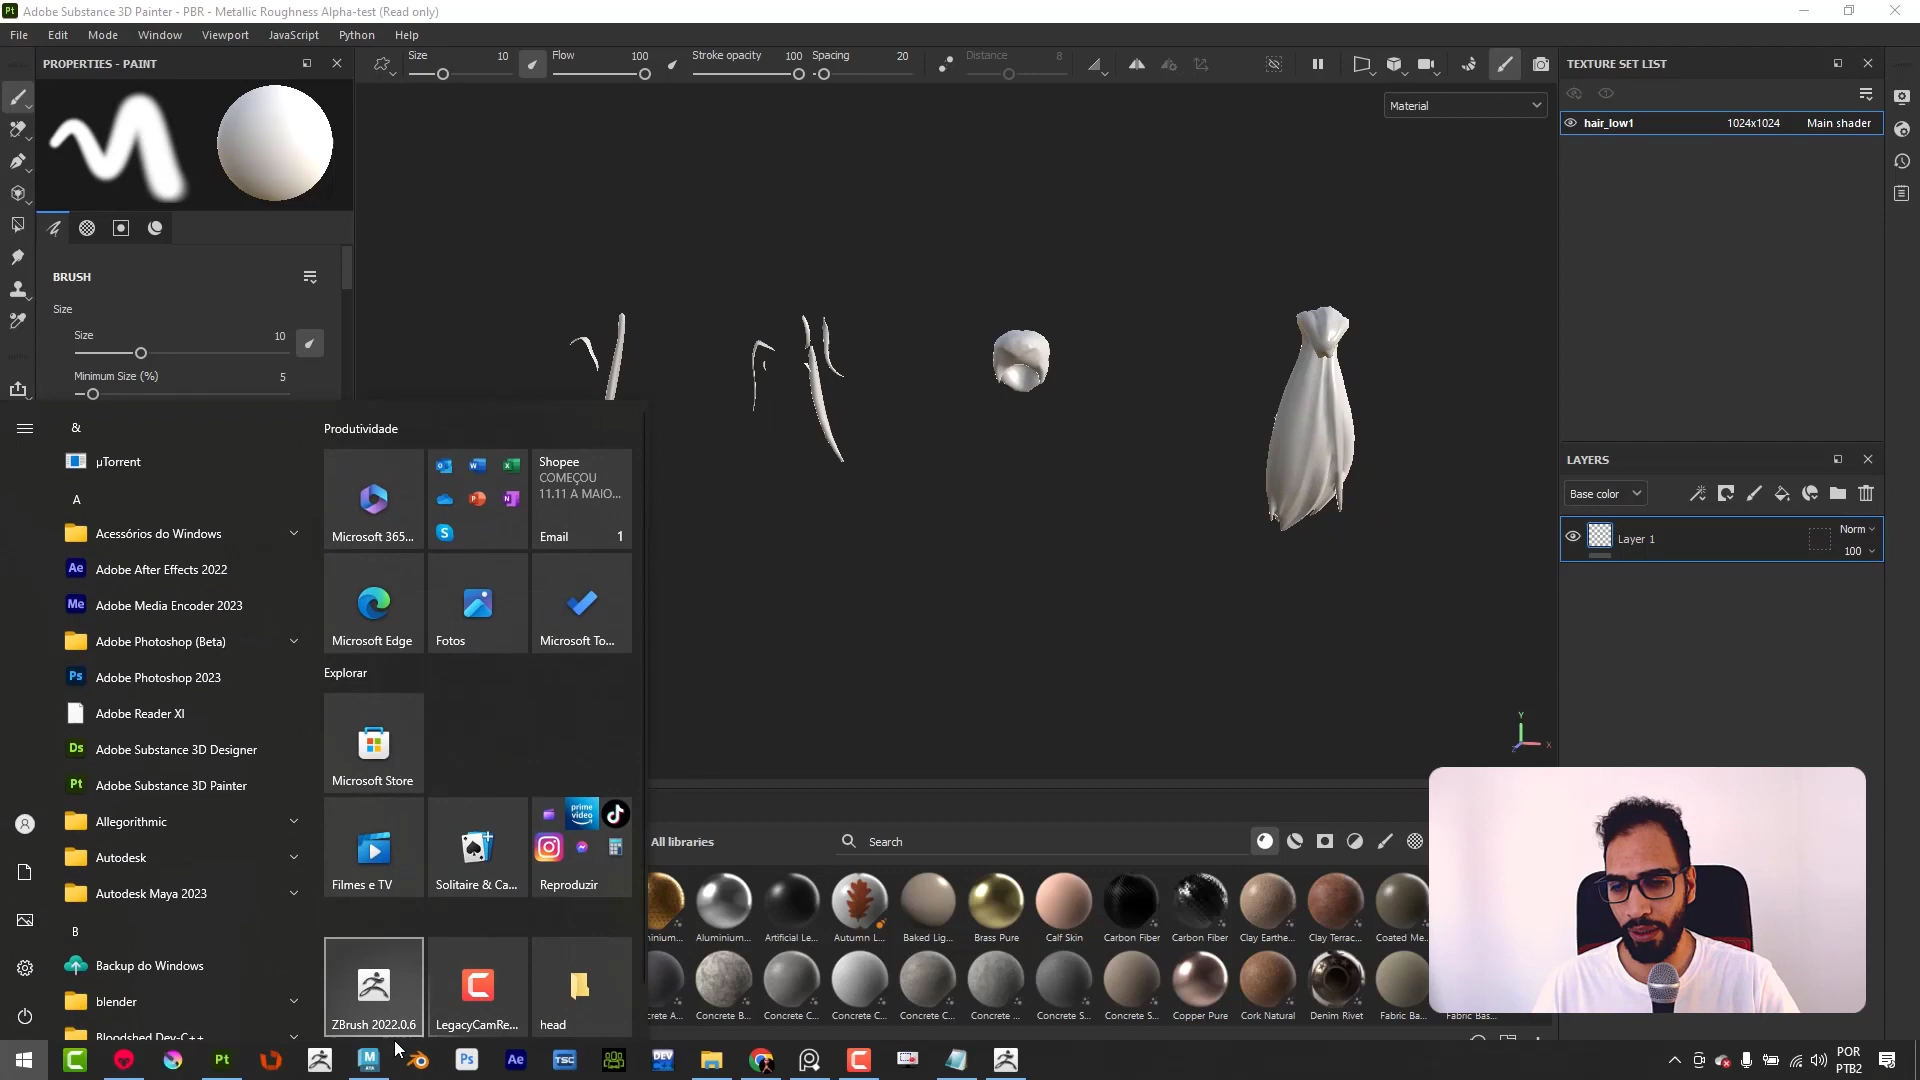 Adobe Substance 3D Painter - PBR - Metallic Roughness Alpha-test (Read only)
File Edit Mode Window Viewport JavaScript Python Help
PROPERTIES - PAINT
Size 10 Flow 100 Stroke opacity 100 Spacing 20 Distance 8
Material
BRUSH
Size
Size 10
Minimum Size (%) 5
TEXTURE SET LIST
hair_low1 1024x1024 Main shader
LAYERS
Base color
Layer 1 Norm
100
&
µTorrent
A
Acessórios do Windows
Adobe After Effects 2022
Adobe Media Encoder 2023
Adobe Photoshop (Beta)
Adobe Photoshop 2023
Adobe Reader XI
Adobe Substance 3D Designer
Adobe Substance 3D Painter
Allegorithmic
Autodesk
Autodesk Maya 2023
B
Backup do Windows
blender
Bloodshed Dev-C++
Produtividade
Shopee
COMEÇOU
11.11 A MAIO...
Microsoft 365... Email 1
Microsoft Edge Fotos Microsoft To...
Explorar
Microsoft Store
prime video
Filmes e TV Solitaire & Ca... Reproduzir
ZBrush 2022.0.6 LegacyCamRe... head
All libraries Search
Aluminium... Artificial Le... Autumn L... Baked Lig... Brass Pure Calf Skin Carbon Fiber Carbon Fiber Clay Earthe... Clay Terrac... Coated Me...
Concrete B... Concrete C... Concrete C... Concrete C... Concrete ... Concrete S... Concrete S... Copper Pure Cork Natural Denim Rivet Fabric Ba... Fabric Bas...
Y
X
POR
PTB2